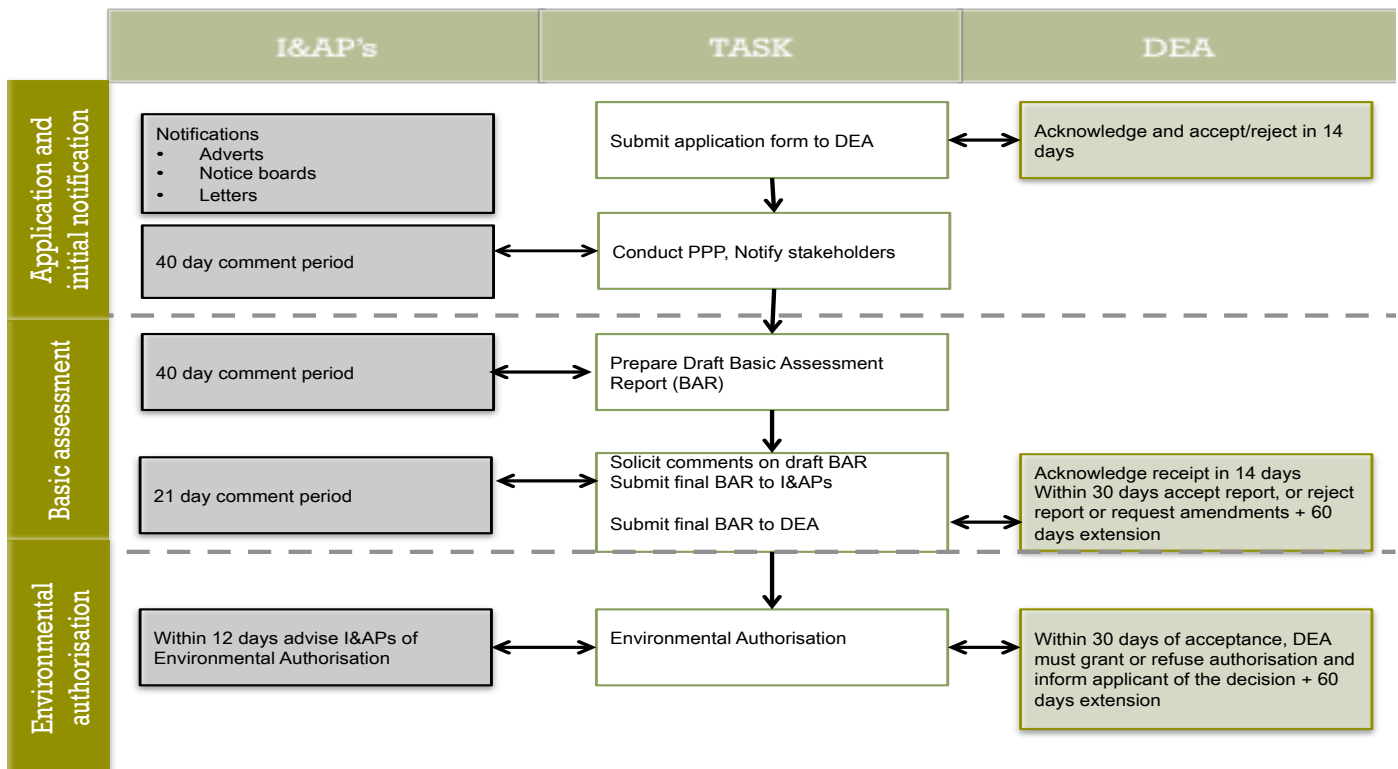 I&AP's
TASK
DEA
Application and
initial notification
Notifications
• Adverts
• Notice boards
• Letters
Submit application form to DEA
Acknowledge and accept/reject in 14
days
40 day comment period
Conduct PPP, Notify stakeholders
Basic assessment
40 day comment period
Prepare Draft Basic Assessment
Report (BAR)
21 day comment period
Solicit comments on draft BAR
Submit final BAR to I&APs
Submit final BAR to DEA
Acknowledge receipt in 14 days
Within 30 days accept report, or reject
report or request amendments + 60
days extension
Environmental
authorisation
Within 12 days advise I&APs of
Environmental Authorisation
Environmental Authorisation
Within 30 days of acceptance, DEA
must grant or refuse authorisation and
inform applicant of the decision + 60
days extension